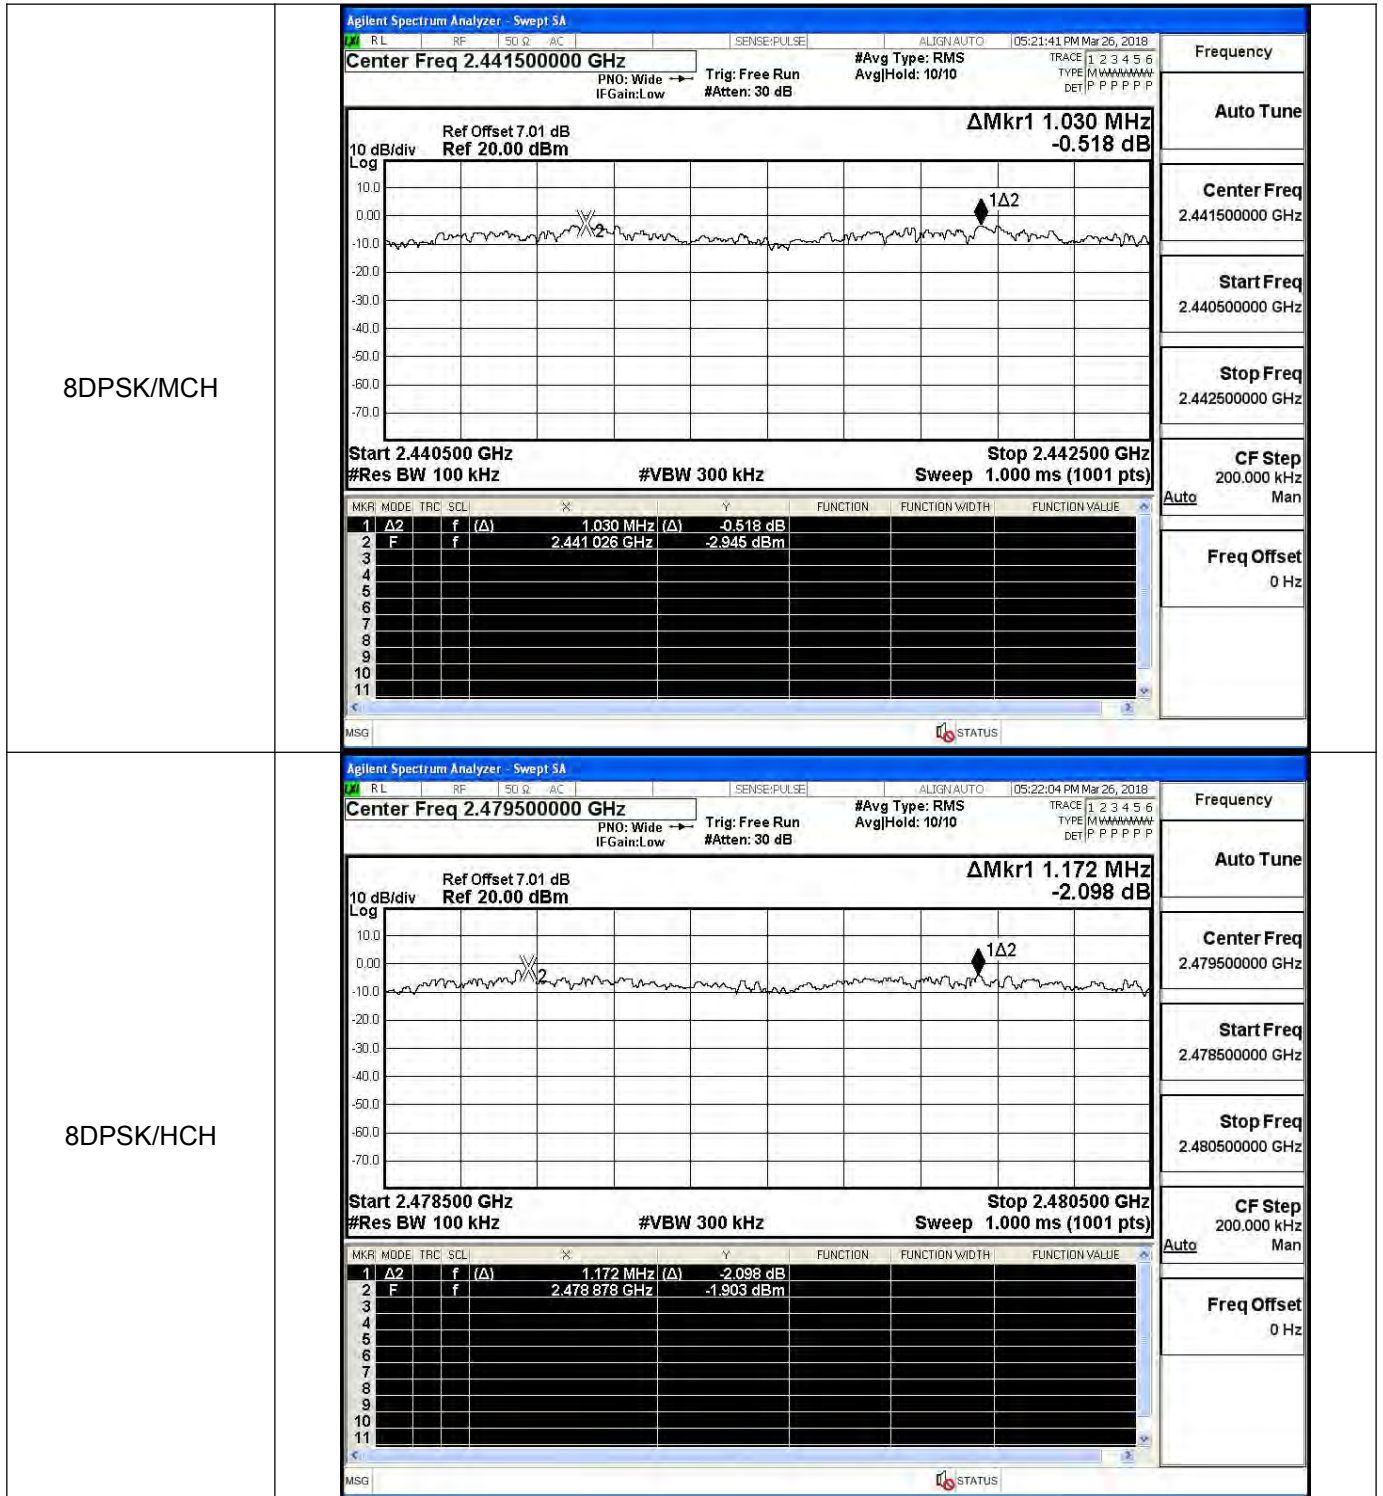 8DPSK/MCH
Agilent Spectrum Analyzer - Swept SA
LXI RL RF 50 Ω AC SENSE:PULSE ALIGN AUTO 05:21:41 PM Mar 26, 2018
Center Freq 2.441500000 GHz
PNO: Wide
IFGain:Low
Trig: Free Run
#Atten: 30 dB
#Avg Type: RMS
Avg|Hold: 10/10
TRACE 1 2 3 4 5 6
TYPE M W W W W W
DET P P P P P P
ΔMkr1 1.030 MHz
-0.518 dB
Ref Offset 7.01 dB
10 dB/div Ref 20.00 dBm
Log
10.0
0.00
-10.0
-20.0
-30.0
-40.0
-50.0
-60.0
-70.0
1Δ2
2
Start 2.440500 GHz Stop 2.442500 GHz
#Res BW 100 kHz #VBW 300 kHz Sweep 1.000 ms (1001 pts)
MKR MODE TRC SCL X Y FUNCTION FUNCTION WIDTH FUNCTION VALUE
1 Δ2 f (Δ) 1.030 MHz (Δ) -0.518 dB
2 F f 2.441 026 GHz -2.945 dBm
3
4
5
6
7
8
9
10
11
MSG STATUS
Frequency
Auto Tune
Center Freq
2.441500000 GHz
Start Freq
2.440500000 GHz
Stop Freq
2.442500000 GHz
CF Step
200.000 kHz
Auto Man
Freq Offset
0 Hz
8DPSK/HCH
Agilent Spectrum Analyzer - Swept SA
LXI RL RF 50 Ω AC SENSE:PULSE ALIGN AUTO 05:22:04 PM Mar 26, 2018
Center Freq 2.479500000 GHz
PNO: Wide
IFGain:Low
Trig: Free Run
#Atten: 30 dB
#Avg Type: RMS
Avg|Hold: 10/10
TRACE 1 2 3 4 5 6
TYPE M W W W W W
DET P P P P P P
ΔMkr1 1.172 MHz
-2.098 dB
Ref Offset 7.01 dB
10 dB/div Ref 20.00 dBm
Log
10.0
0.00
-10.0
-20.0
-30.0
-40.0
-50.0
-60.0
-70.0
1Δ2
2
Start 2.478500 GHz Stop 2.480500 GHz
#Res BW 100 kHz #VBW 300 kHz Sweep 1.000 ms (1001 pts)
MKR MODE TRC SCL X Y FUNCTION FUNCTION WIDTH FUNCTION VALUE
1 Δ2 f (Δ) 1.172 MHz (Δ) -2.098 dB
2 F f 2.478 878 GHz -1.903 dBm
3
4
5
6
7
8
9
10
11
MSG STATUS
Frequency
Auto Tune
Center Freq
2.479500000 GHz
Start Freq
2.478500000 GHz
Stop Freq
2.480500000 GHz
CF Step
200.000 kHz
Auto Man
Freq Offset
0 Hz